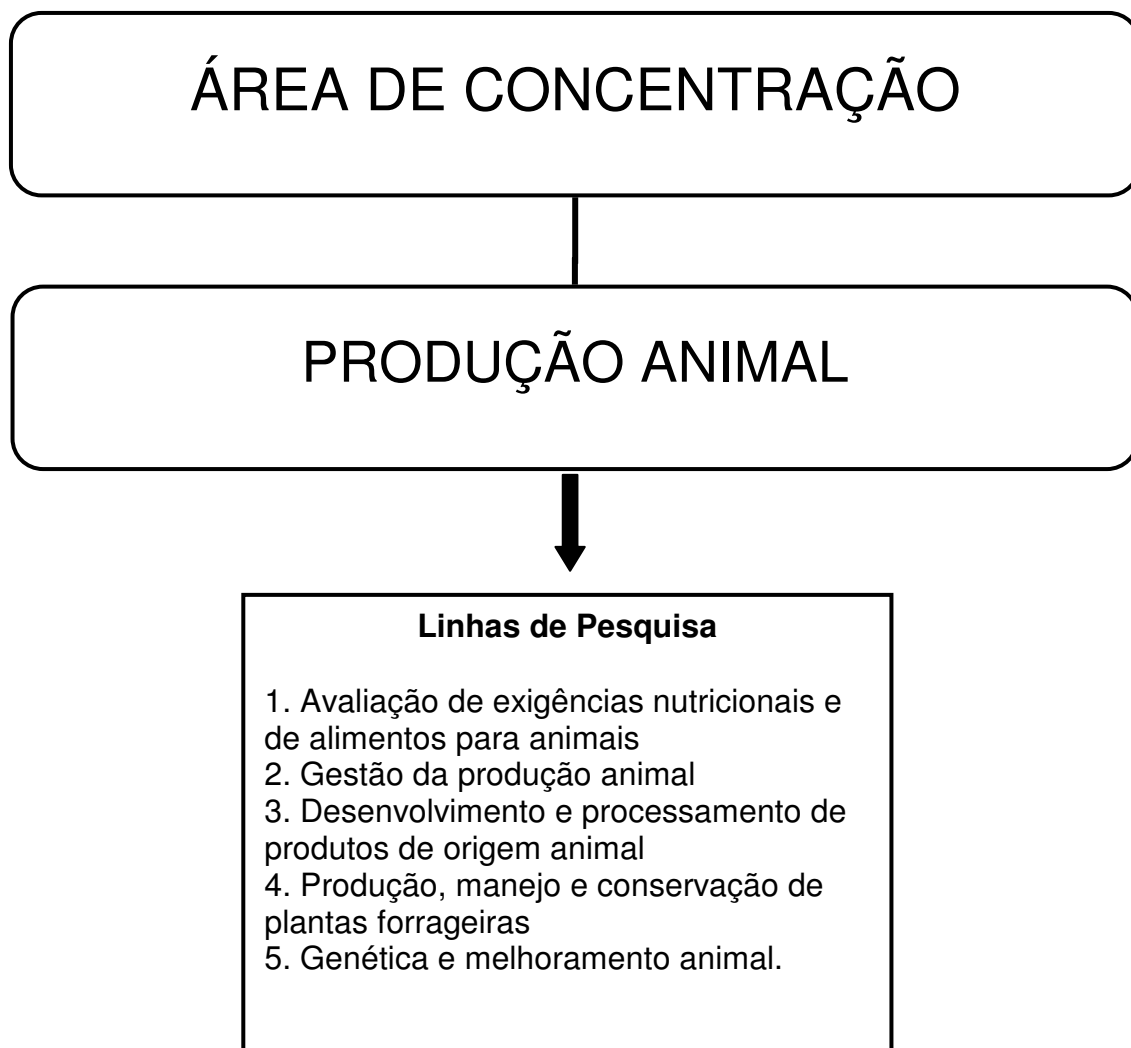 ÁREA DE CONCENTRAÇÃO
PRODUÇÃO ANIMAL
Linhas de Pesquisa
1. Avaliação de exigências nutricionais e
de alimentos para animais
2. Gestão da produção animal
3. Desenvolvimento e processamento de
produtos de origem animal
4. Produção, manejo e conservação de
plantas forrageiras
5. Genética e melhoramento animal.